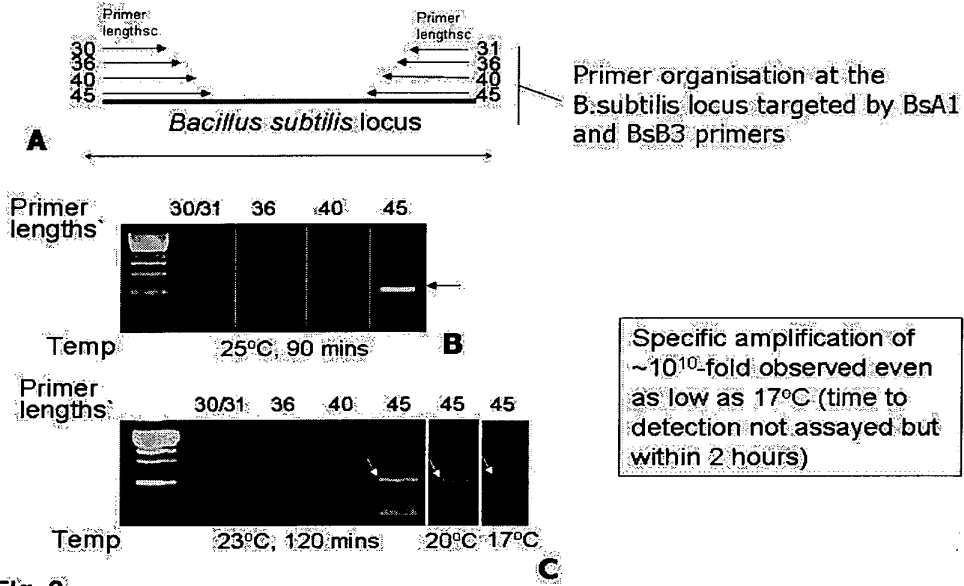 Primer
lengthsc
Primer
lengthsc
30
36
40
45
31
36
40
45
Bacillus subtilis locus
A
Primer organisation at the
B.subtilis locus targeted by BsA1
and BsB3 primers
Primer
lengths
30/31 36 40 45
Temp 25°C, 90 mins B
Primer
lengths
30/31 36 40 45 45 45
Temp 23°C, 120 mins 20°C 17°C
C
Specific amplification of
~10¹⁰-fold observed even
as low as 17°C (time to
detection not assayed but
within 2 hours)